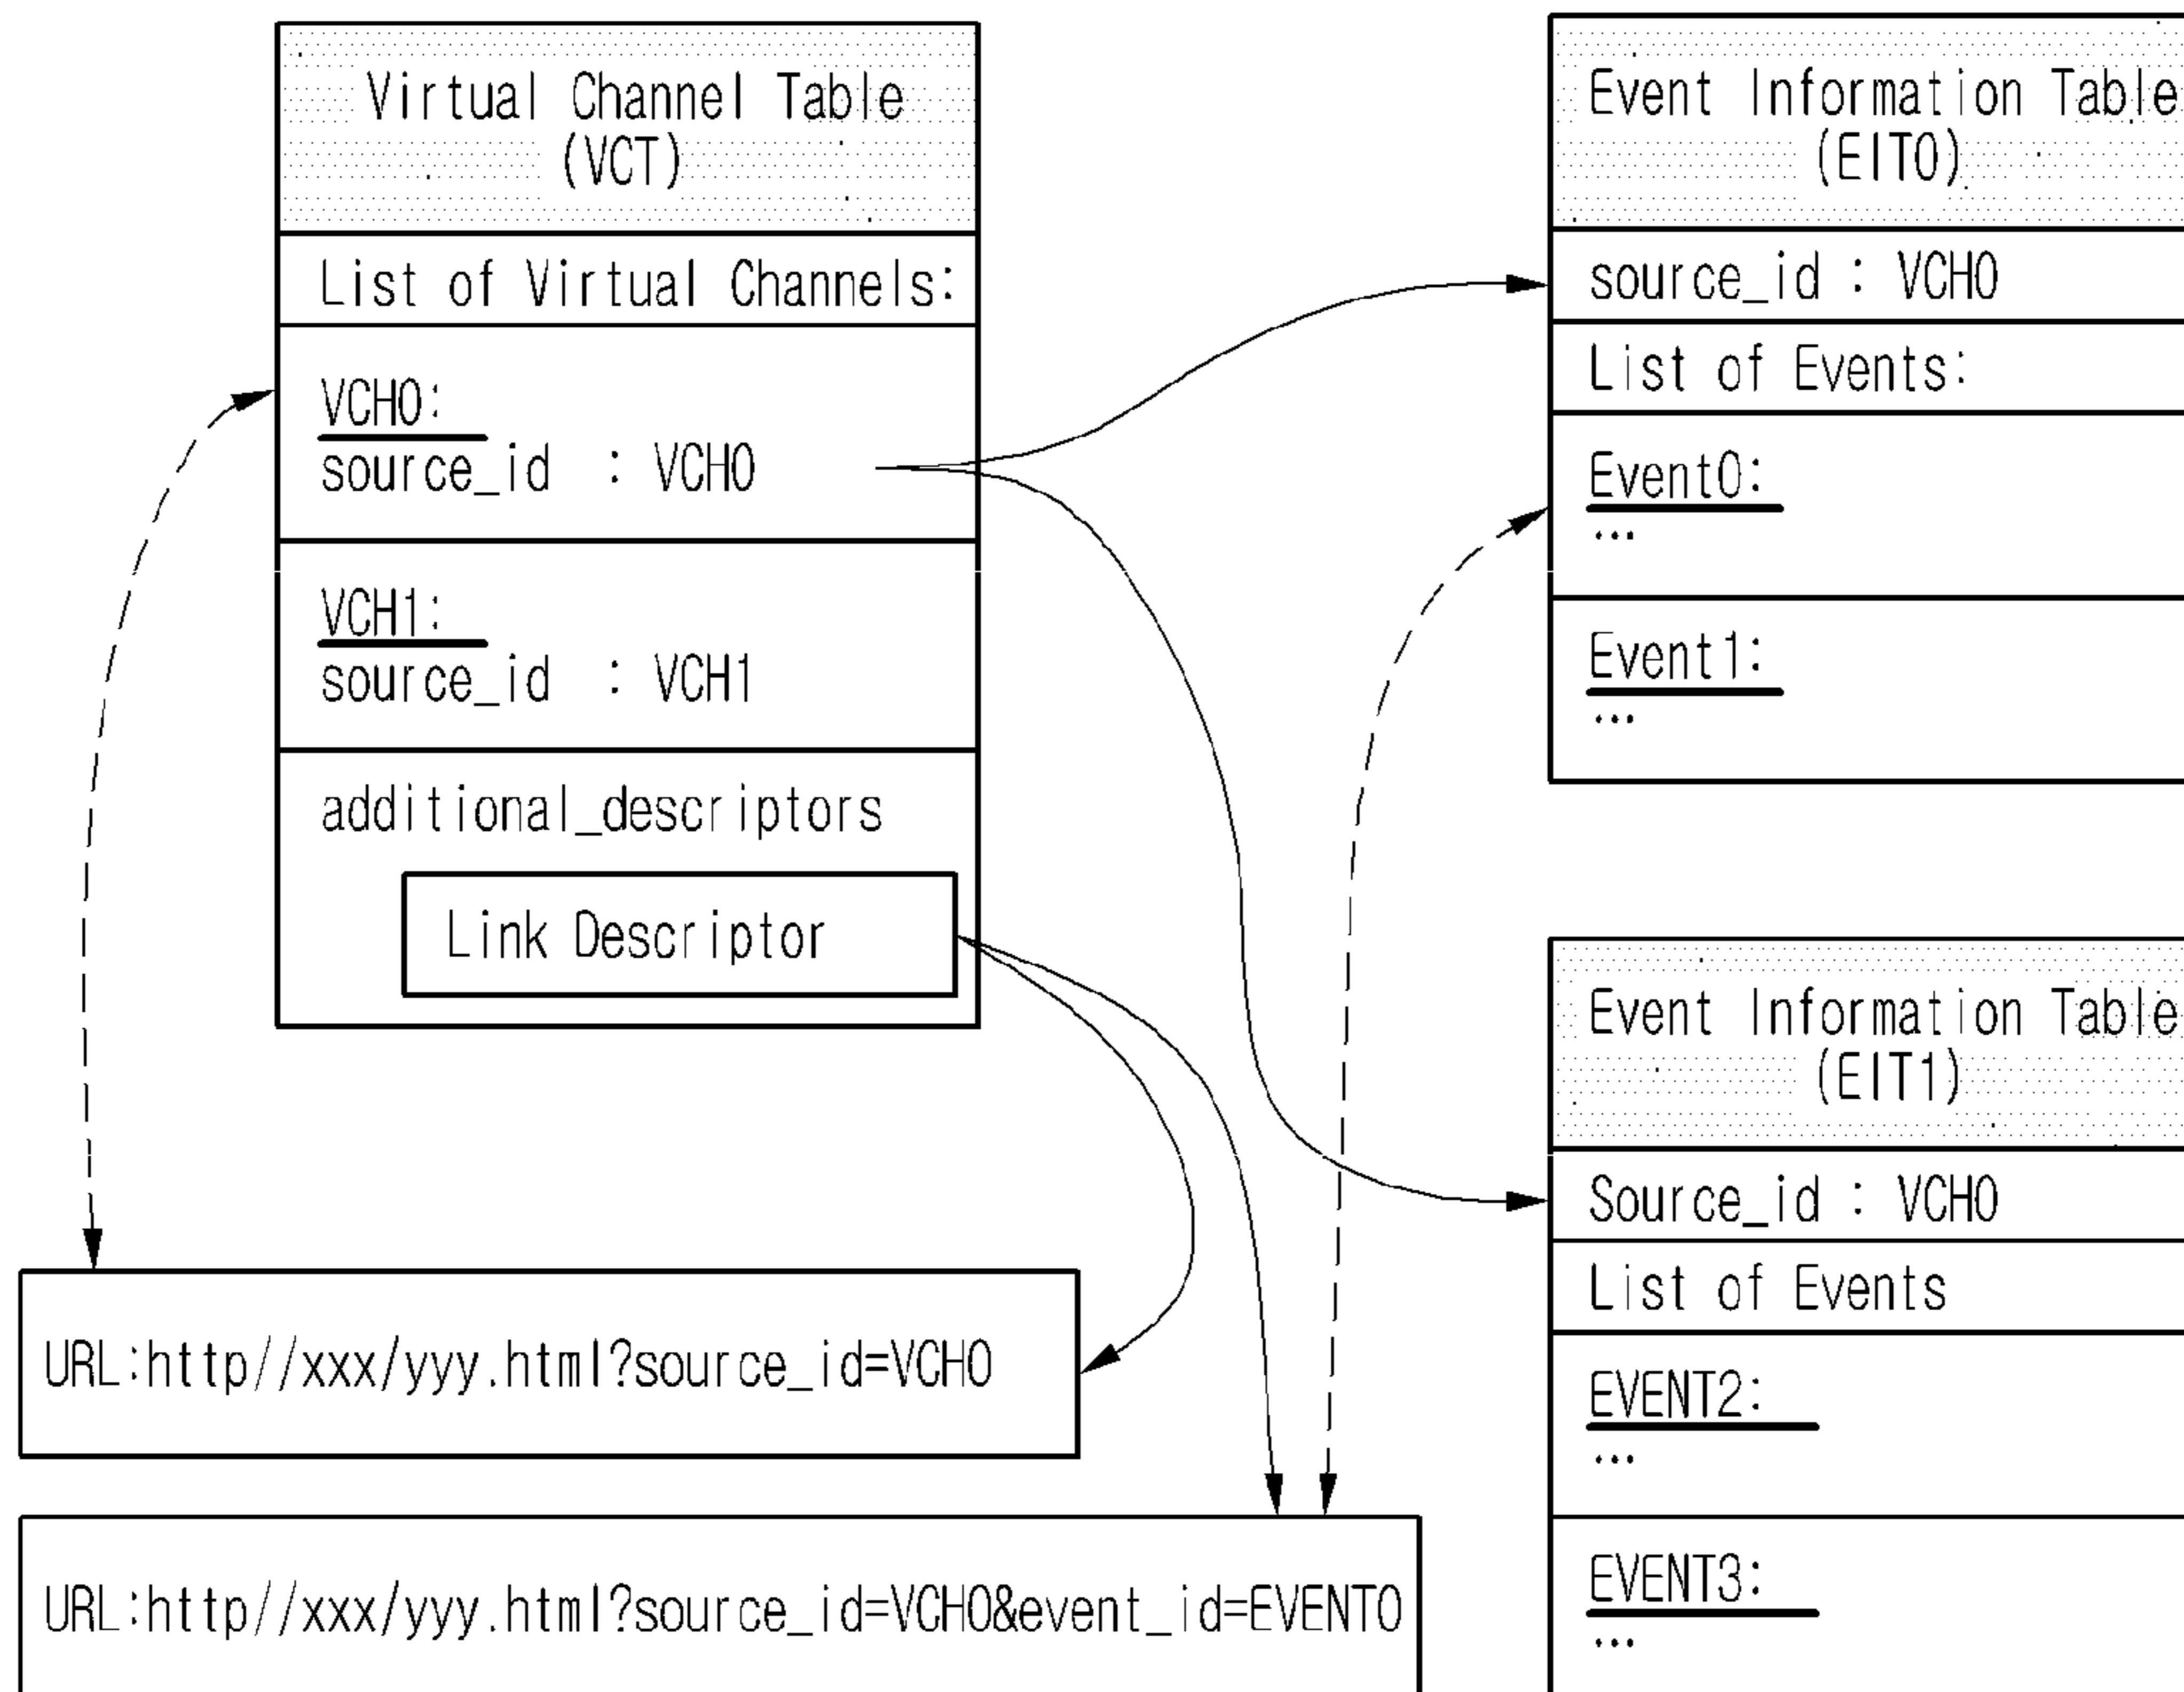 Virtual Channel Table
(VCT)
List of Virtual Channels:
VCH0:
source_id : VCH0
VCH1:
source_id : VCH1
additional_descriptors
Link Descriptor
Event Information Table
(EIT0)
source_id : VCH0
List of Events:
Event0:
...
Event1:
...
Event Information Table
(EIT1)
Source_id : VCH0
List of Events
EVENT2:
...
EVENT3:
...
URL:http//xxx/yyy.html?source_id=VCH0
URL:http//xxx/yyy.html?source_id=VCH0&event_id=EVENT0